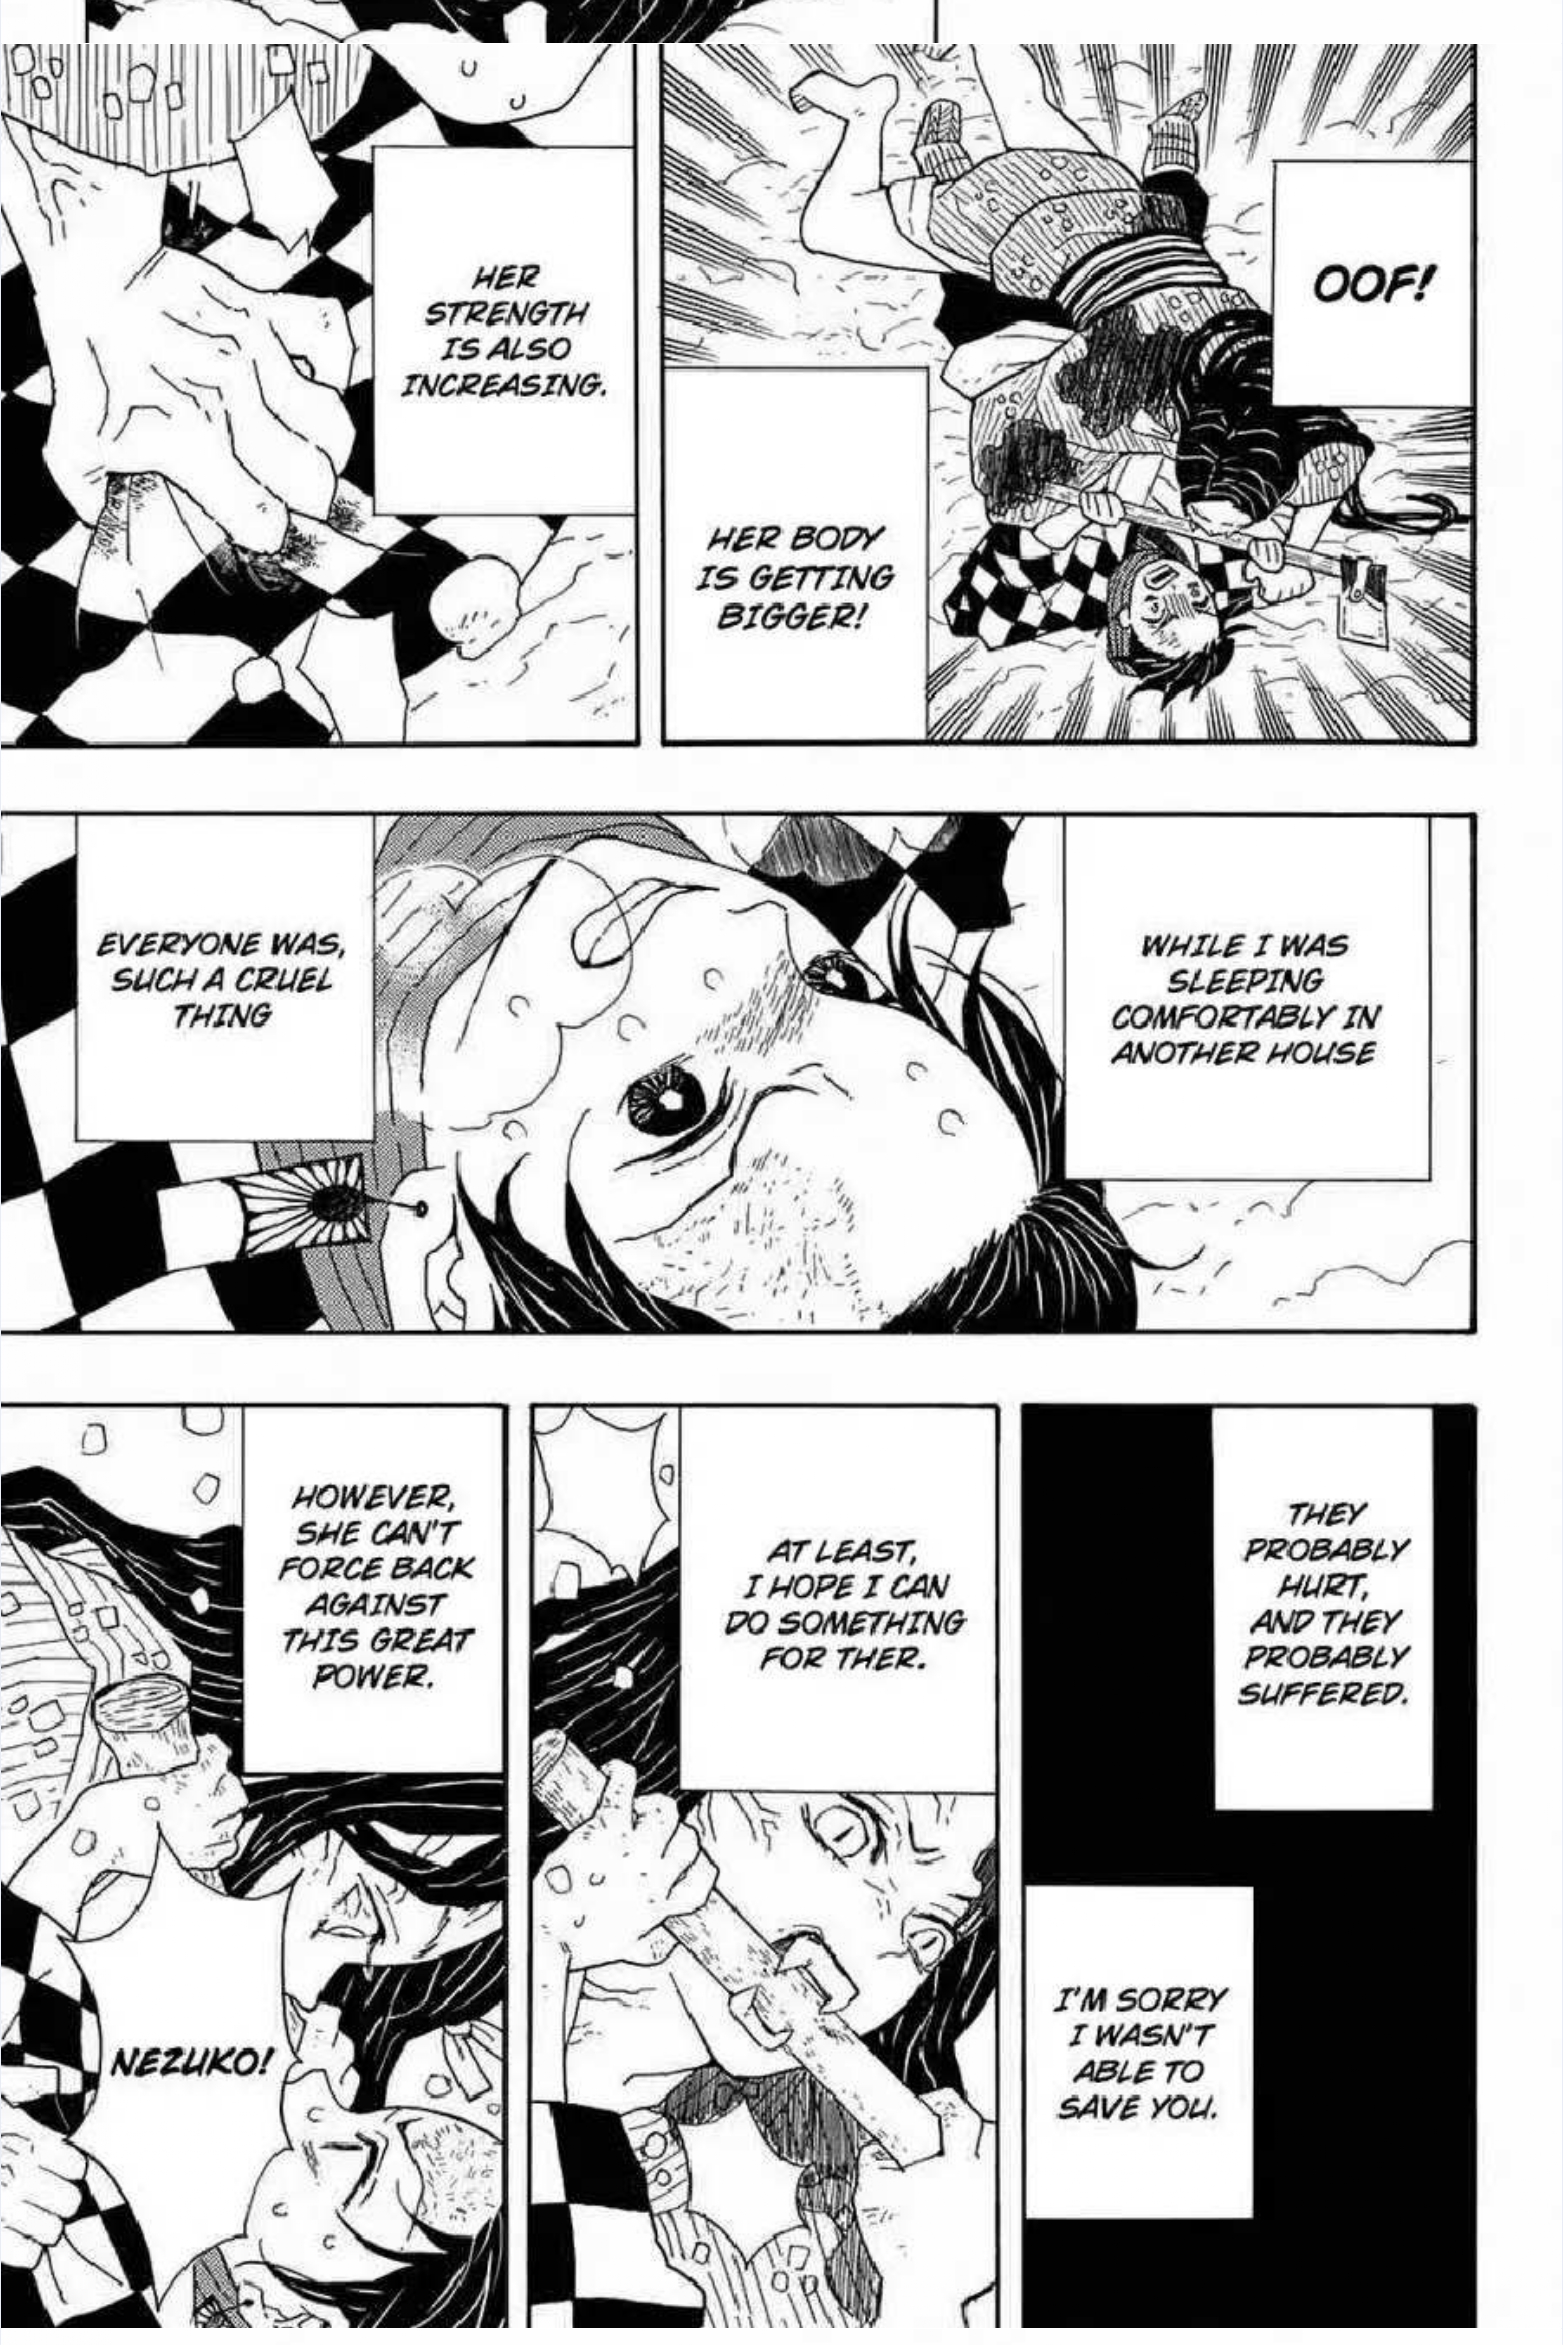 OOF!
HER BODY
IS GETTING
BIGGER!
HER
STRENGTH
IS ALSO
INCREASING.
WHILE I WAS
SLEEPING
COMFORTABLY IN
ANOTHER HOUSE
EVERYONE WAS,
SUCH A CRUEL
THING
THEY
PROBABLY
HURT,
AND THEY
PROBABLY
SUFFERED.
I'M SORRY
I WASN'T
ABLE TO
SAVE YOU.
AT LEAST,
I HOPE I CAN
DO SOMETHING
FOR THER.
HOWEVER,
SHE CAN'T
FORCE BACK
AGAINST
THIS GREAT
POWER.
NEZUKO!